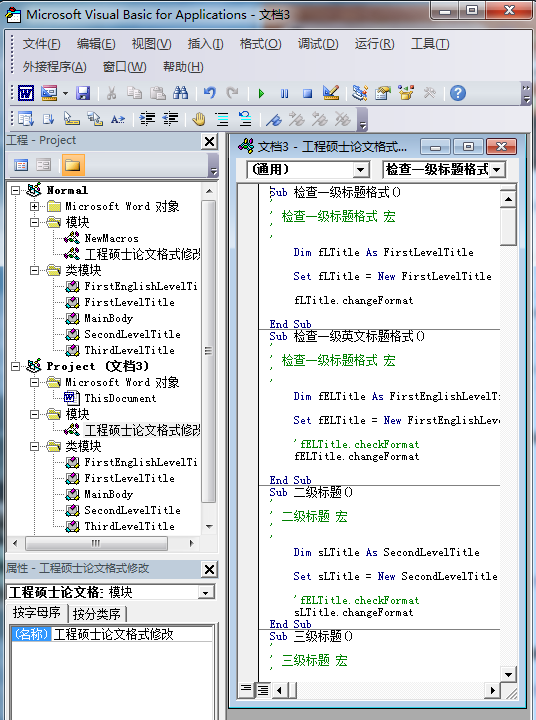 Microsoft Visual Basic for Applications - 文档3
文件(F) 编辑(E) 视图(V) 插入(I) 格式(O) 调试(D) 运行(R) 工具(T)
外接程序(A) 窗口(W) 帮助(H)
工程 - Project
Normal
Microsoft Word 对象
模块
NewMacros
工程硕士论文格式修改
类模块
FirstEnglishLevelTi
FirstLevelTitle
MainBody
SecondLevelTitle
ThirdLevelTitle
Project (文档3)
Microsoft Word 对象
ThisDocument
模块
工程硕士论文格式修改
类模块
FirstEnglishLevelTi
FirstLevelTitle
MainBody
SecondLevelTitle
ThirdLevelTitle
属性 - 工程硕士论文格式修改
工程硕士论文格: 模块
按字母序 按分类序
(名称) 工程硕士论文格式修改
文档3 - 工程硕士论文格式...
(通用) 检查一级标题格式
Sub 检查一级标题格式()
'
' 检查一级标题格式 宏
'
'
Dim fLTitle As FirstLevelTitle
Set fLTitle = New FirstLevelTitle
fLTitle.changeFormat
End Sub
Sub 检查一级英文标题格式()
'
' 检查一级标题格式 宏
'
'
Dim fELTitle As FirstEnglishLev
Set fELTitle = New FirstEnglishLe
'fELTitle.checkFormat
fELTitle.changeFormat
End Sub
Sub 二级标题()
'
' 二级标题 宏
'
'
Dim sLTitle As SecondLevelTitle
Set sLTitle = New SecondLevelTitle
'fELTitle.checkFormat
sLTitle.changeFormat
End Sub
Sub 三级标题()
'
' 三级标题 宏
'